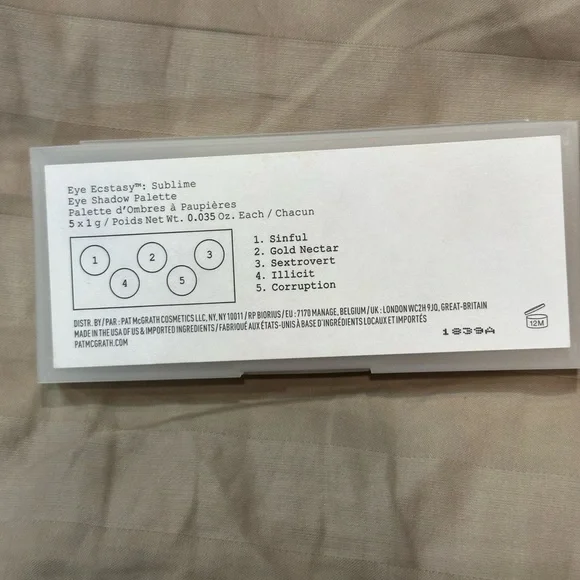 Eye Ecstasy™: Sublime
Eye Shadow Palette
Palette d'Ombres à Paupières
5 x 1 g / Poids Net Wt. 0.035 Oz. Each / Chacun
1 2 3
4 5
1. Sinful
2. Gold Nectar
3. Sextrovert
4. Illicit
5. Corruption
DISTR. BY / PAR : PAT McGRATH COSMETICS LLC, NY, NY 10011 / RP BIORIUS / EU : 7170 MANAGE, BELGIUM / UK : LONDON WC2H 9JQ, GREAT-BRITAIN
MADE IN THE USA OF US & IMPORTED INGREDIENTS / FABRIQUÉ AUX ÉTATS-UNIS À BASE D'INGRÉDIENTS LOCAUX ET IMPORTÉS
PATMCGRATH.COM
1839A
12M